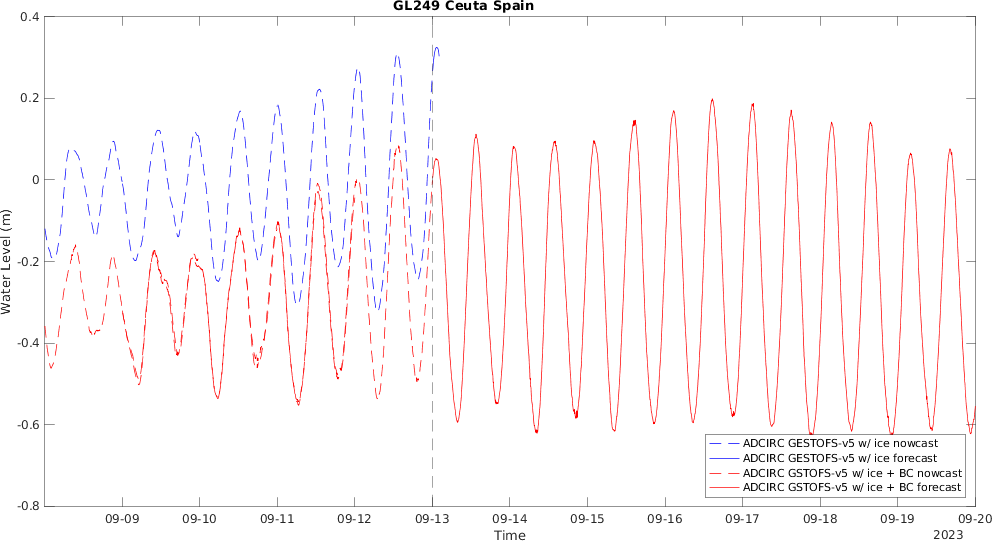 GL249 Ceuta Spain
0.4
0.2
0
-0.2
-0.4
-0.6
-0.8
Water Level (m)
ADCIRC GESTOFS-v5 w/ ice nowcast
ADCIRC GESTOFS-v5 w/ ice forecast
ADCIRC GSTOFS-v5 w/ ice + BC nowcast
ADCIRC GSTOFS-v5 w/ ice + BC forecast
09-09 09-10 09-11 09-12 09-13 09-14 09-15 09-16 09-17 09-18 09-19 09-20
Time
2023